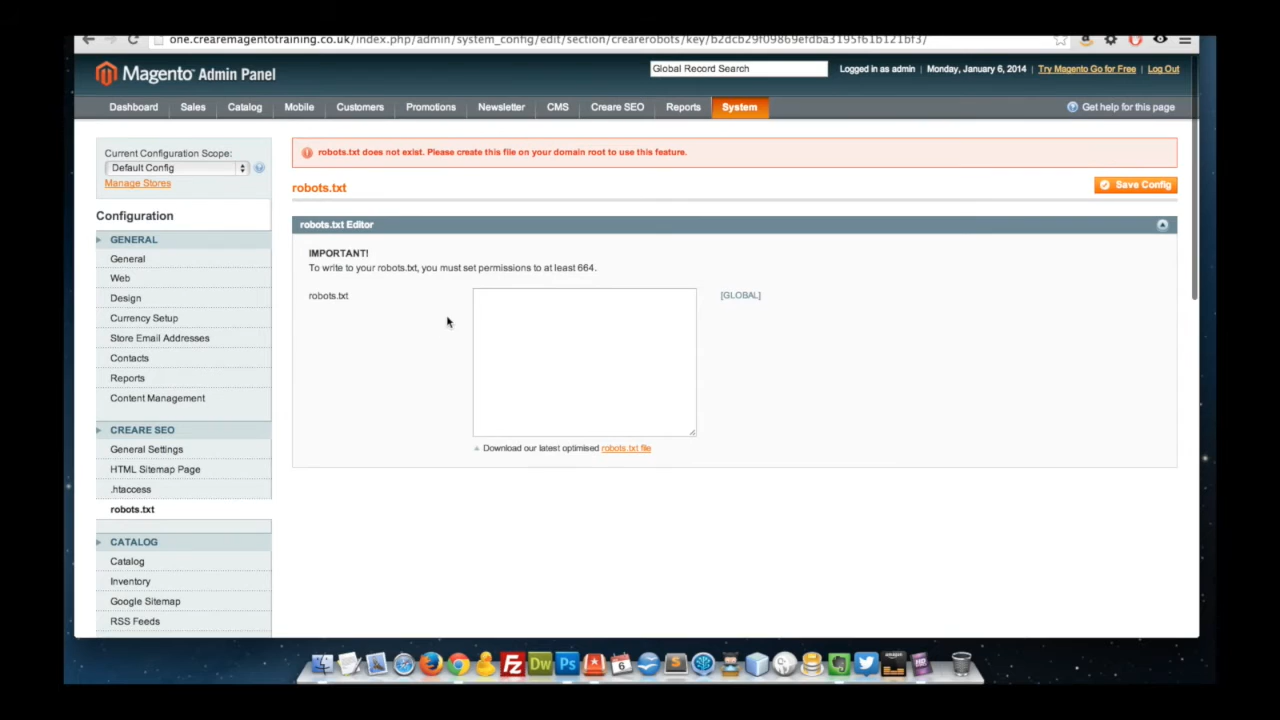 one.crearemagentotraining.co.uk/index.php/admin/system_config/edit/section/crearerobots/key/b2dcb29f09869efdba3195f61b121bf3/
Magento Admin Panel
Global Record Search
Logged in as admin | Monday, January 6, 2014 | Try Magento Go for Free | Log Out
Dashboard Sales Catalog Mobile Customers Promotions Newsletter CMS Creare SEO Reports System Get help for this page
Current Configuration Scope:
Default Config
Manage Stores
robots.txt does not exist. Please create this file on your domain root to use this feature.
robots.txt
Save Config
Configuration
GENERAL
General
Web
Design
Currency Setup
Store Email Addresses
Contacts
Reports
Content Management
CREARE SEO
General Settings
HTML Sitemap Page
.htaccess
robots.txt
CATALOG
Catalog
Inventory
Google Sitemap
RSS Feeds
robots.txt Editor
IMPORTANT!
To write to your robots.txt, you must set permissions to at least 664.
robots.txt
[GLOBAL]
Download our latest optimised robots.txt file
Fz
Dw
Ps
6
S